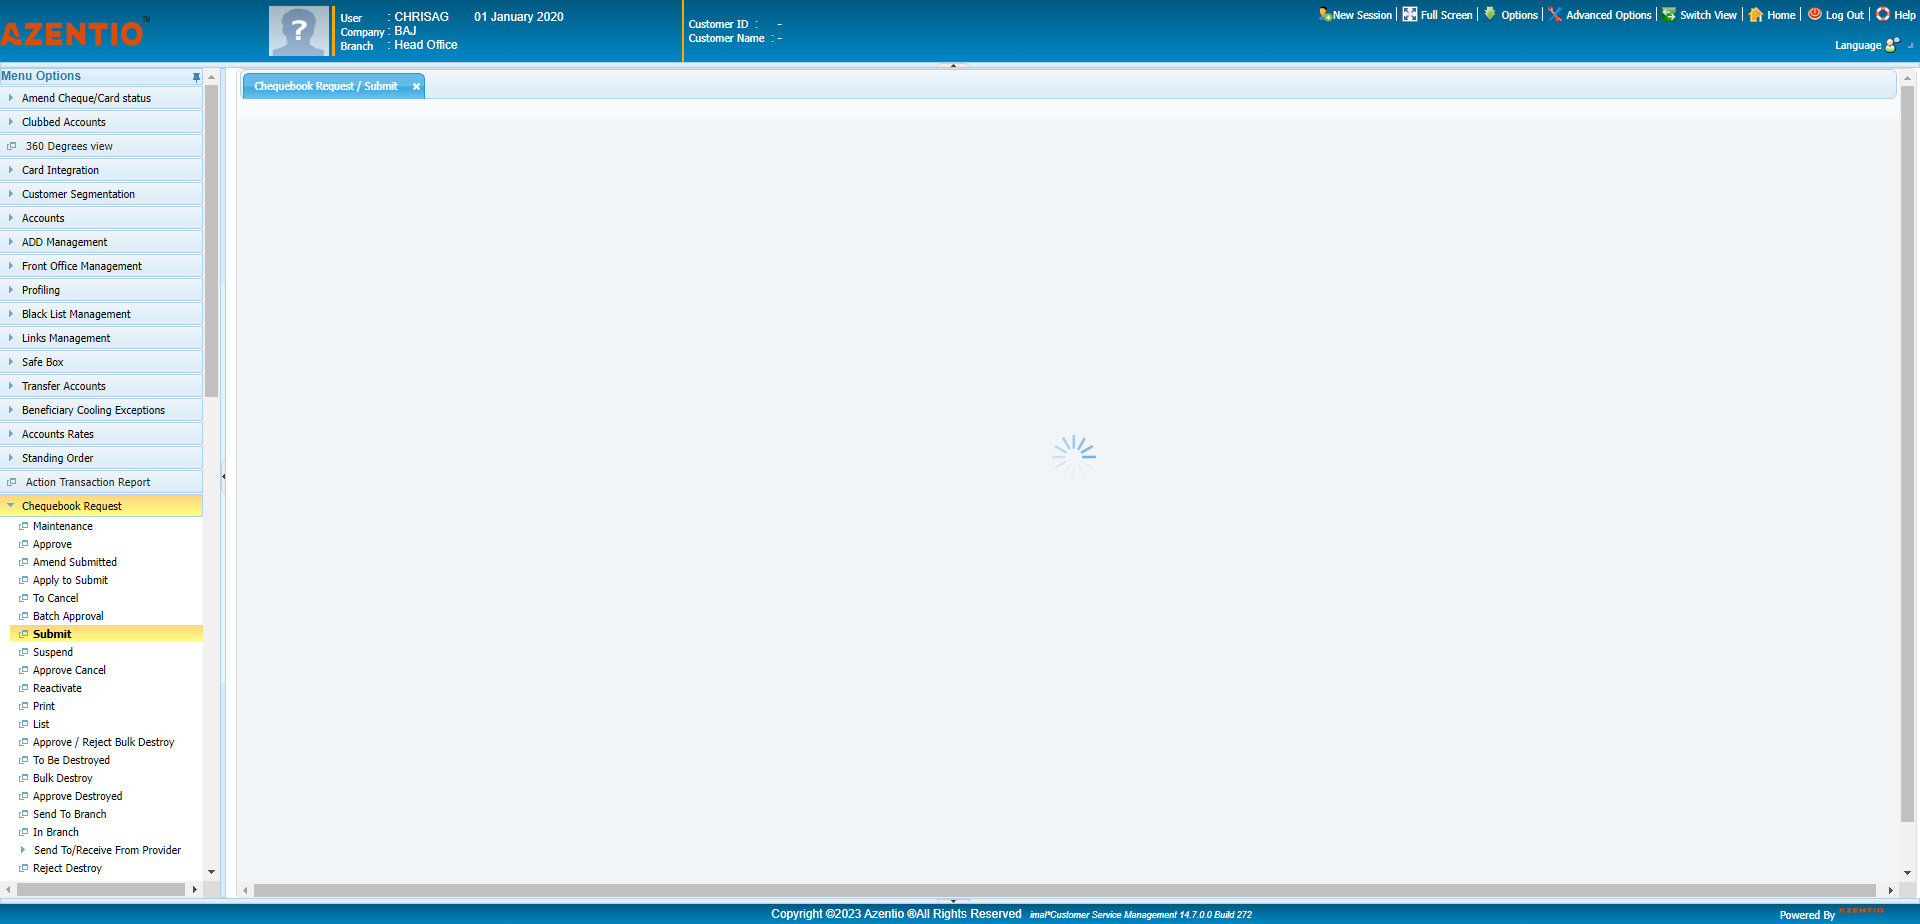 AZENTIO™
User : CHRISAG 01 January 2020
Company : BAJ
Branch : Head Office
Customer ID : -
Customer Name : -
New Session | Full Screen | Options | Advanced Options | Switch View | Home | Log Out | Help
Language
Menu Options
Amend Cheque/Card status
Clubbed Accounts
360 Degrees view
Card Integration
Customer Segmentation
Accounts
ADD Management
Front Office Management
Profiling
Black List Management
Links Management
Safe Box
Transfer Accounts
Beneficiary Cooling Exceptions
Accounts Rates
Standing Order
Action Transaction Report
Chequebook Request
Maintenance
Approve
Amend Submitted
Apply to Submit
To Cancel
Batch Approval
Submit
Suspend
Approve Cancel
Reactivate
Print
List
Approve / Reject Bulk Destroy
To Be Destroyed
Bulk Destroy
Approve Destroyed
Send To Branch
In Branch
Send To/Receive From Provider
Reject Destroy
Chequebook Request / Submit
Copyright ©2023 Azentio ®All Rights Reserved imal*Customer Service Management 14.7.0.0 Build 272
Powered By AZENTIO